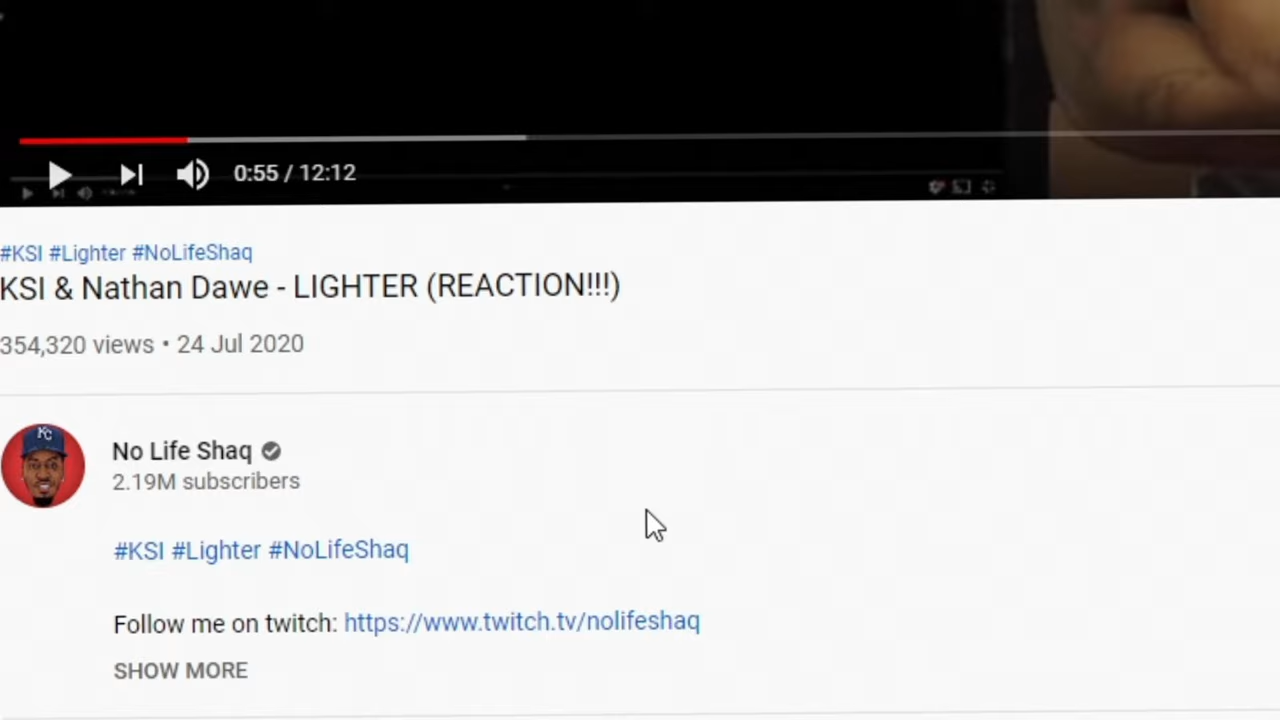 0:55 / 12:12
#KSI #Lighter #NoLifeShaq
KSI & Nathan Dawe - LIGHTER (REACTION!!!)
354,320 views • 24 Jul 2020
KC
No Life Shaq
2.19M subscribers
#KSI #Lighter #NoLifeShaq
Follow me on twitch: https://www.twitch.tv/nolifeshaq
SHOW MORE